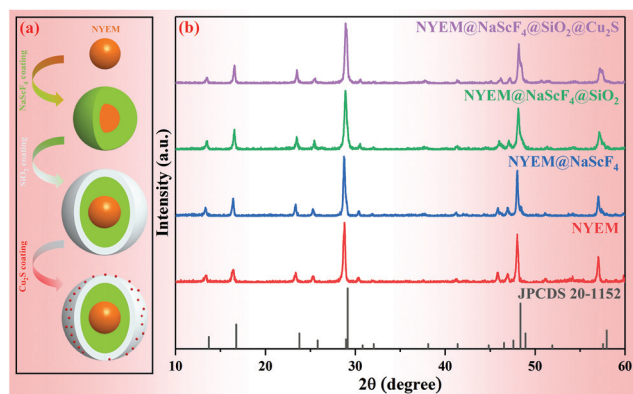 (a)
NYEM
NaScF₄ coating
SiO₂ coating
Cu₂S coating
(b)
NYEM@NaScF₄@SiO₂@Cu₂S
NYEM@NaScF₄@SiO₂
NYEM@NaScF₄
NYEM
JPCDS 20-1152
Intensity (a.u.)
10 20 30 40 50 60
2θ (degree)